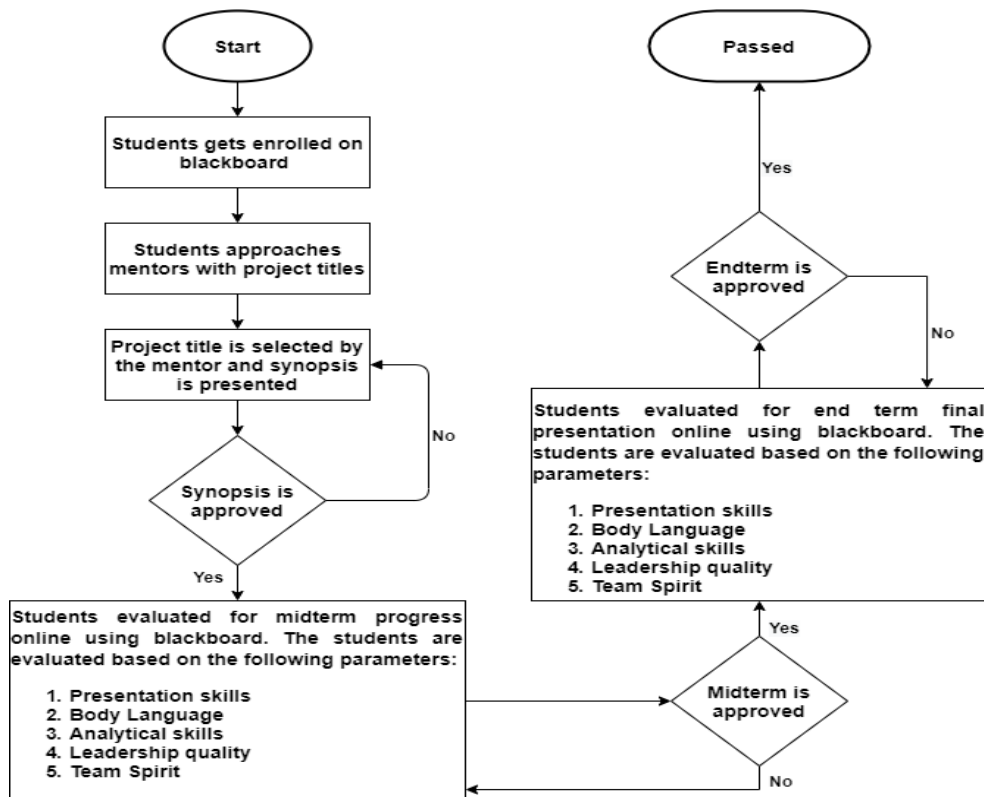 Start
Students gets enrolled on
blackboard
Students approaches
mentors with project titles
Project title is selected by
the mentor and synopsis
is presented
No
Synopsis is
approved
Yes
Students evaluated for midterm progress
online using blackboard. The students are
evaluated based on the following parameters:
1. Presentation skills
2. Body Language
3. Analytical skills
4. Leadership quality
5. Team Spirit
Midterm is
approved
No
Yes
Students evaluated for end term final
presentation online using blackboard. The
students are evaluated based on the following
parameters:
1. Presentation skills
2. Body Language
3. Analytical skills
4. Leadership quality
5. Team Spirit
Endterm is
approved
No
Yes
Passed